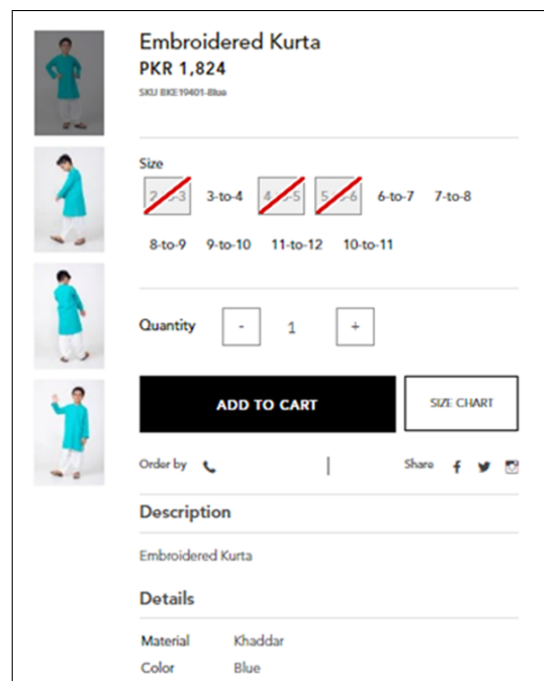 Embroidered Kurta
PKR 1,824
SKU BKE19401-Blue
Size
3-to-4 6-to-7 7-to-8
8-to-9 9-to-10 11-to-12 10-to-11
Quantity - 1 +
ADD TO CART SIZE CHART
Order by | Share
Description
Embroidered Kurta
Details
Material Khaddar
Color Blue